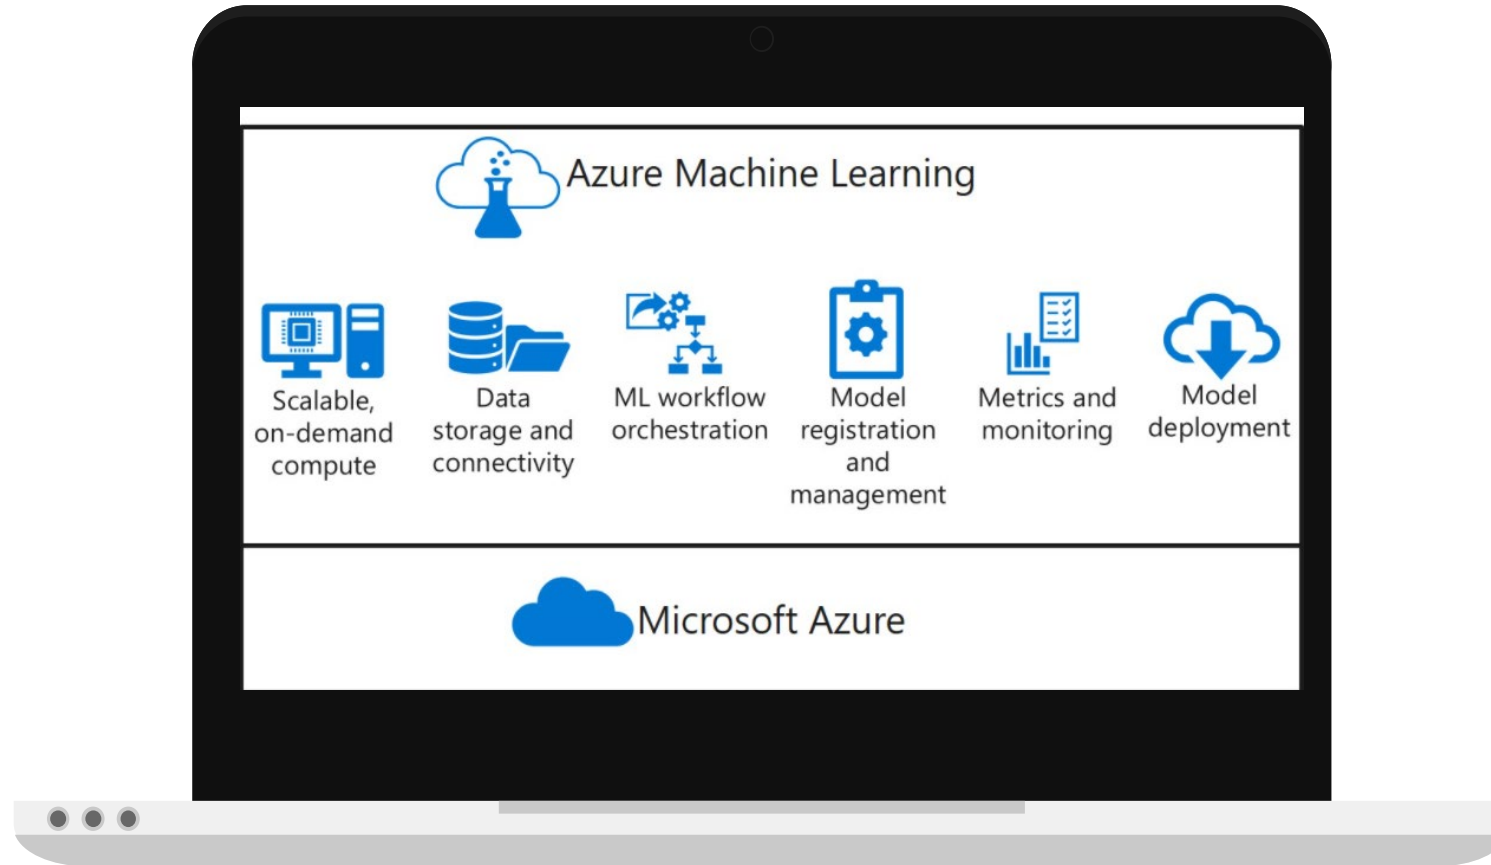 Azure Machine Learning
Scalable,
on-demand
compute
Data
storage and
connectivity
ML workflow
orchestration
Model
registration
and
management
Metrics and
monitoring
Model
deployment
Microsoft Azure